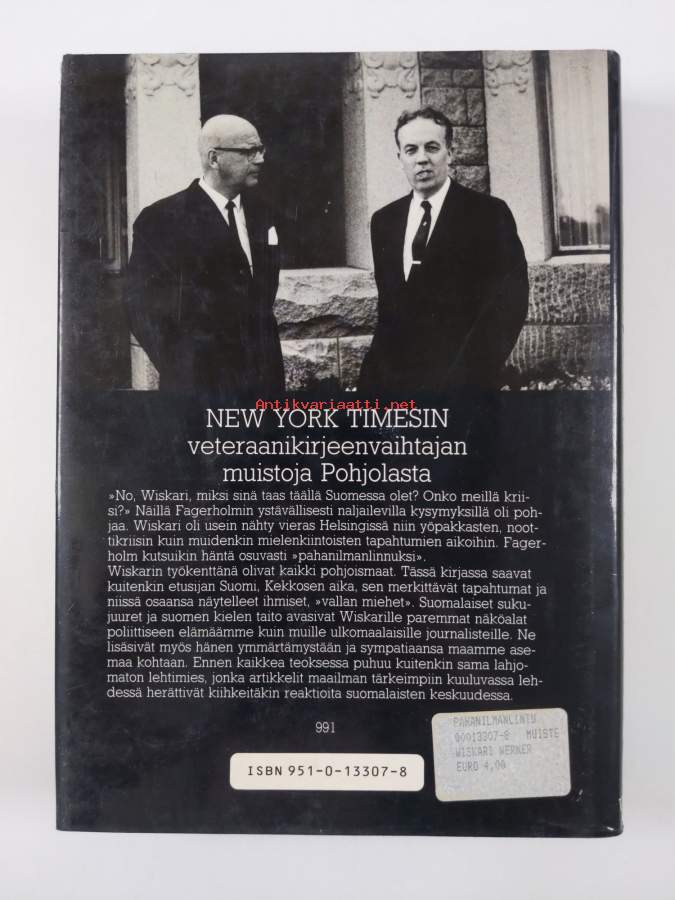 Antikvariaatti.net
NEW YORK TIMESIN
veteraanikirjeenvaihtajan
muistoja Pohjolasta
»No, Wiskari, miksi sinä taas täällä Suomessa olet? Onko meillä krii-
si?» Näillä Fagerholmin ystävällisesti naljailevilla kysymyksillä oli poh-
jaa. Wiskari oli usein nähty vieras Helsingissä niin yöpakkasten, noot-
tikriisin kuin muidenkin mielenkiintoisten tapahtumien aikoihin. Fager-
holm kutsuikin häntä osuvasti »pahanilmanlinnuksi».
Wiskarin työkenttänä olivat kaikki pohjoismaat. Tässä kirjassa saavat
kuitenkin etusijan Suomi, Kekkosen aika, sen merkittävät tapahtumat ja
niissä osaansa näytelleet ihmiset, »vallan miehet». Suomalaiset suku-
juuret ja suomen kielen taito avasivat Wiskarille paremmat näköalat
poliittiseen elämäämme kuin muille ulkomaalaisille journalisteille. Ne
lisäsivät myös hänen ymmärtämystään ja sympatiaansa maamme ase-
maa kohtaan. Ennen kaikkea teoksessa puhuu kuitenkin sama lahjo-
maton lehtimies, jonka artikkelit maailman tärkeimpiin kuuluvassa leh-
dessä herättivät kiihkeitäkin reaktioita suomalaisten keskuudessa.
991
ISBN 951-0-13307-8
PAHANILMANLINTU
00013307-8 MUISTE
WISKARI WERNER
EURO 4,00